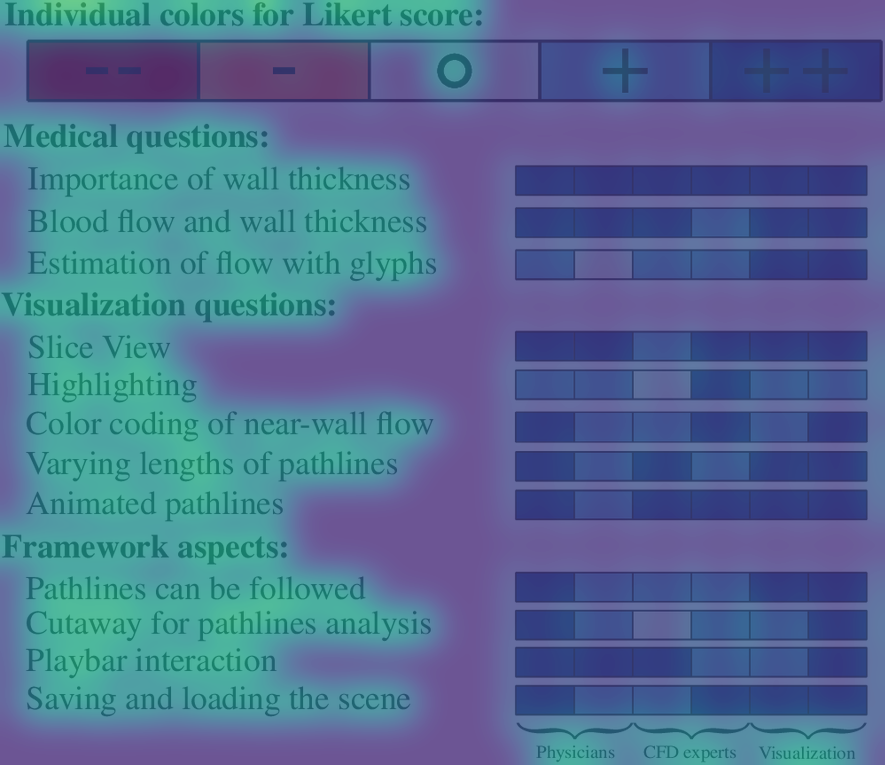 Individual colors for Likert score:
-- - o + ++
Medical questions:
Importance of wall thickness
Blood flow and wall thickness
Estimation of flow with glyphs
Visualization questions:
Slice View
Highlighting
Color coding of near-wall flow
Varying lengths of pathlines
Animated pathlines
Framework aspects:
Pathlines can be followed
Cutaway for pathlines analysis
Playbar interaction
Saving and loading the scene
Physicians CFD experts Visualization